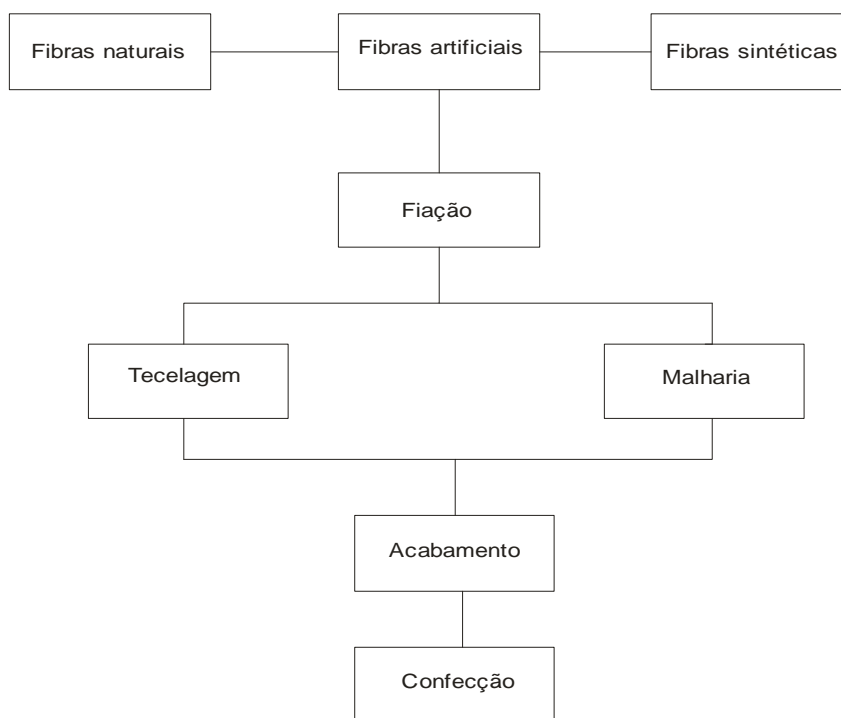 Fibras naturais
Fibras artificiais
Fibras sintéticas
Fiação
Tecelagem
Malharia
Acabamento
Confecção